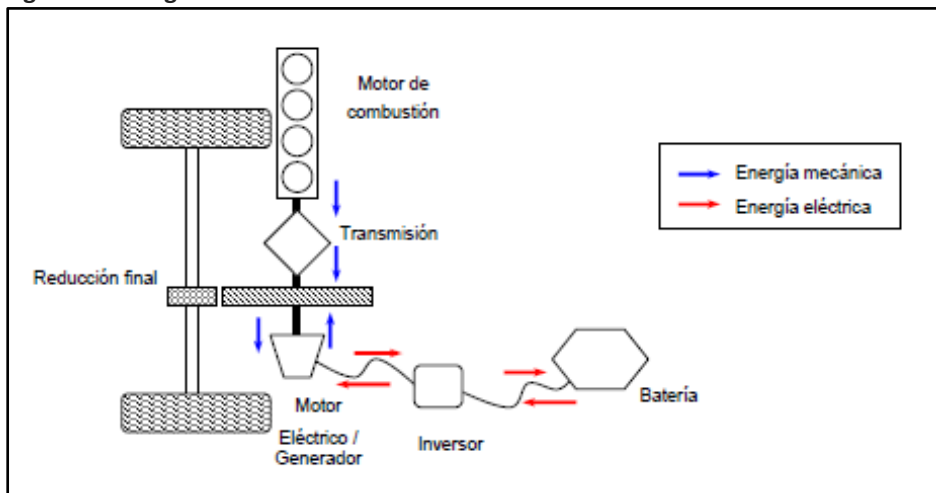 Motor de
combustión
Energía mecánica
Energía eléctrica
Transmisión
Reducción final
Batería
Motor
Eléctrico /
Generador
Inversor